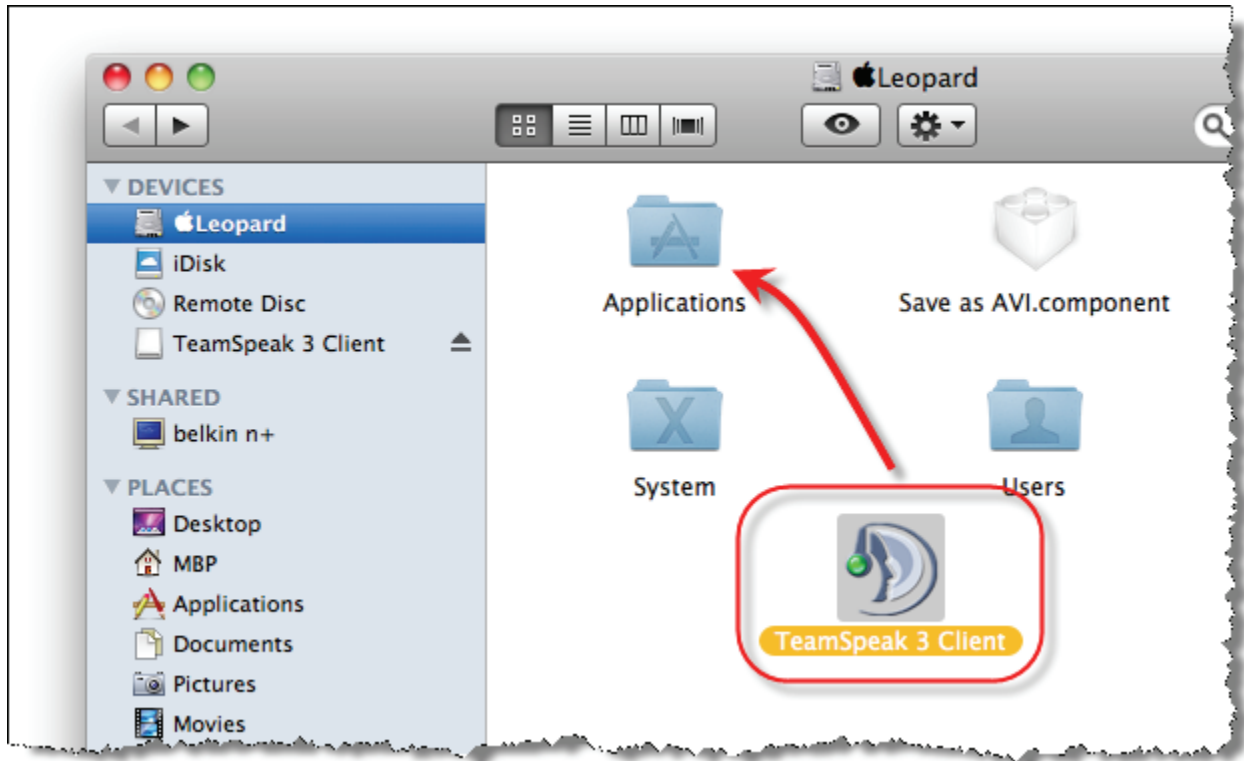 Leopard
DEVICES
Leopard
iDisk
Remote Disc
TeamSpeak 3 Client
SHARED
belkin n+
PLACES
Desktop
MBP
Applications
Documents
Pictures
Movies
Applications
Save as AVI.component
System
Users
TeamSpeak 3 Client